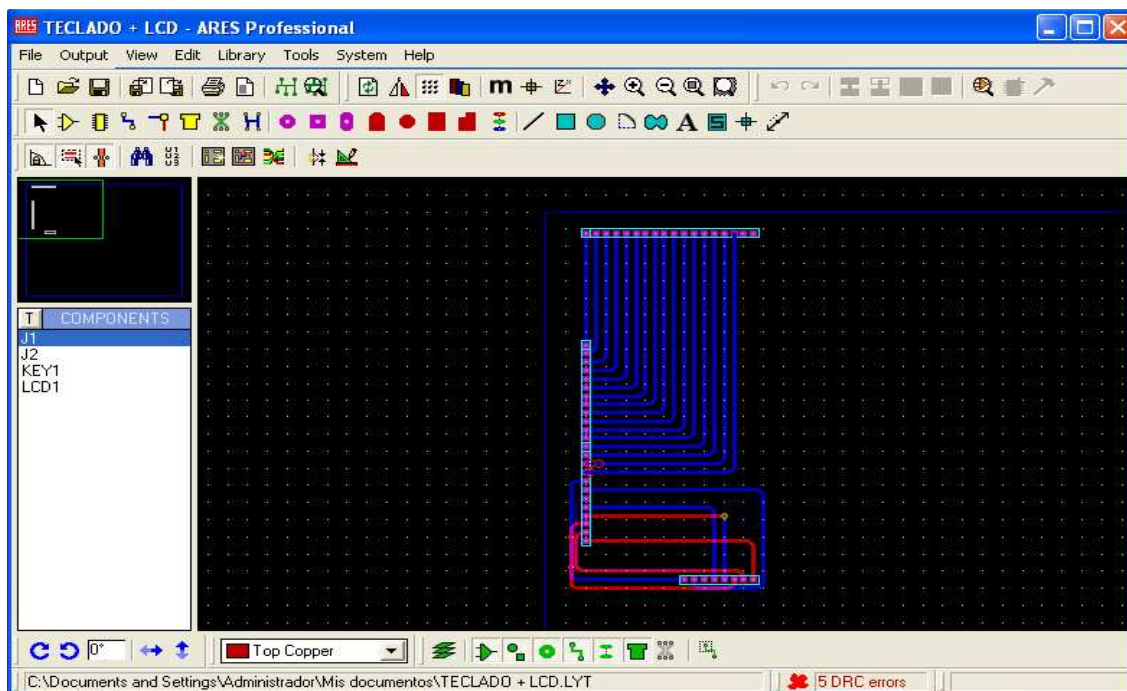 ARES TECLADO + LCD - ARES Professional
File Output View Edit Library Tools System Help
T COMPONENTS
J1
J2
KEY1
LCD1
0°
Top Copper
C:\Documents and Settings\Administrador\Mis documentos\TECLADO + LCD.LYT
5 DRC errors